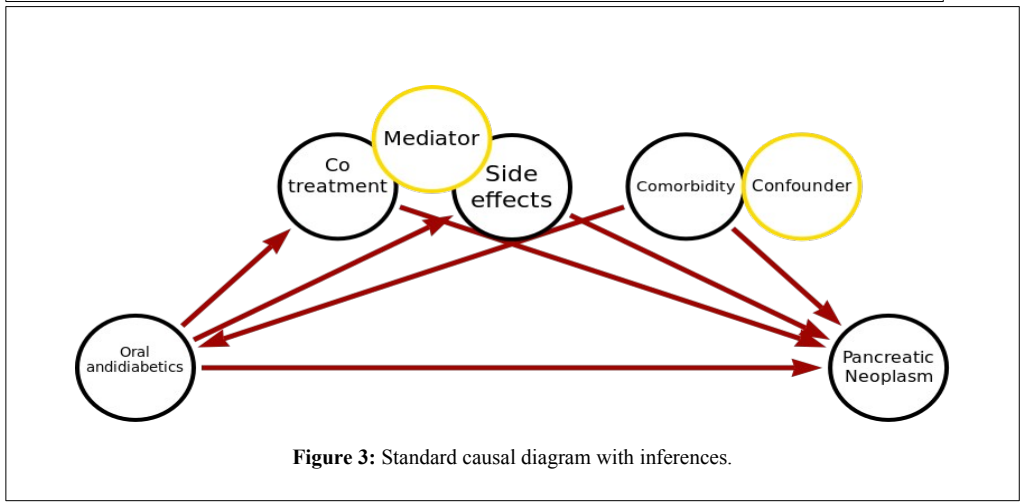 Mediator
Co
treatment
Side
effects
Comorbidity
Confounder
Oral
andidiabetics
Pancreatic
Neoplasm
Figure 3: Standard causal diagram with inferences.